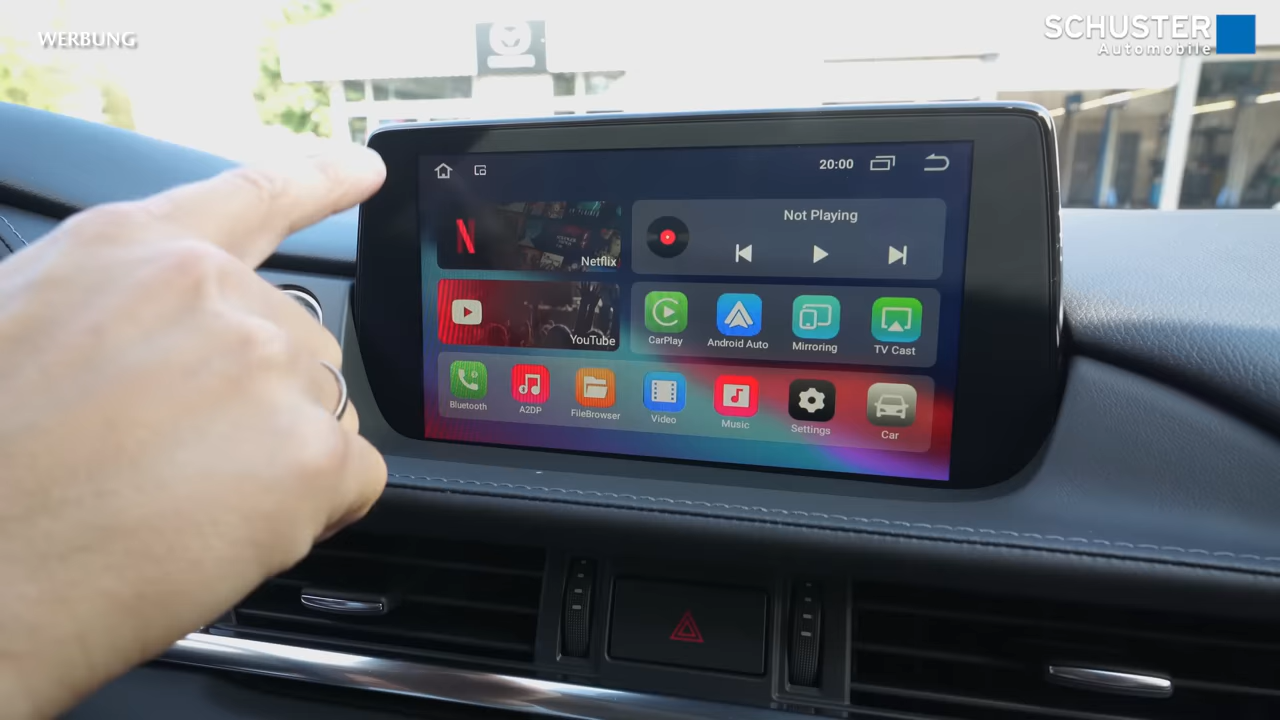 WERBUNG
SCHUSTER
Automobile
20:00
Netflix
Not Playing
YouTube
CarPlay
Android Auto
Mirroring
TV Cast
Bluetooth
A2DP
FileBrowser
Video
Music
Settings
Car